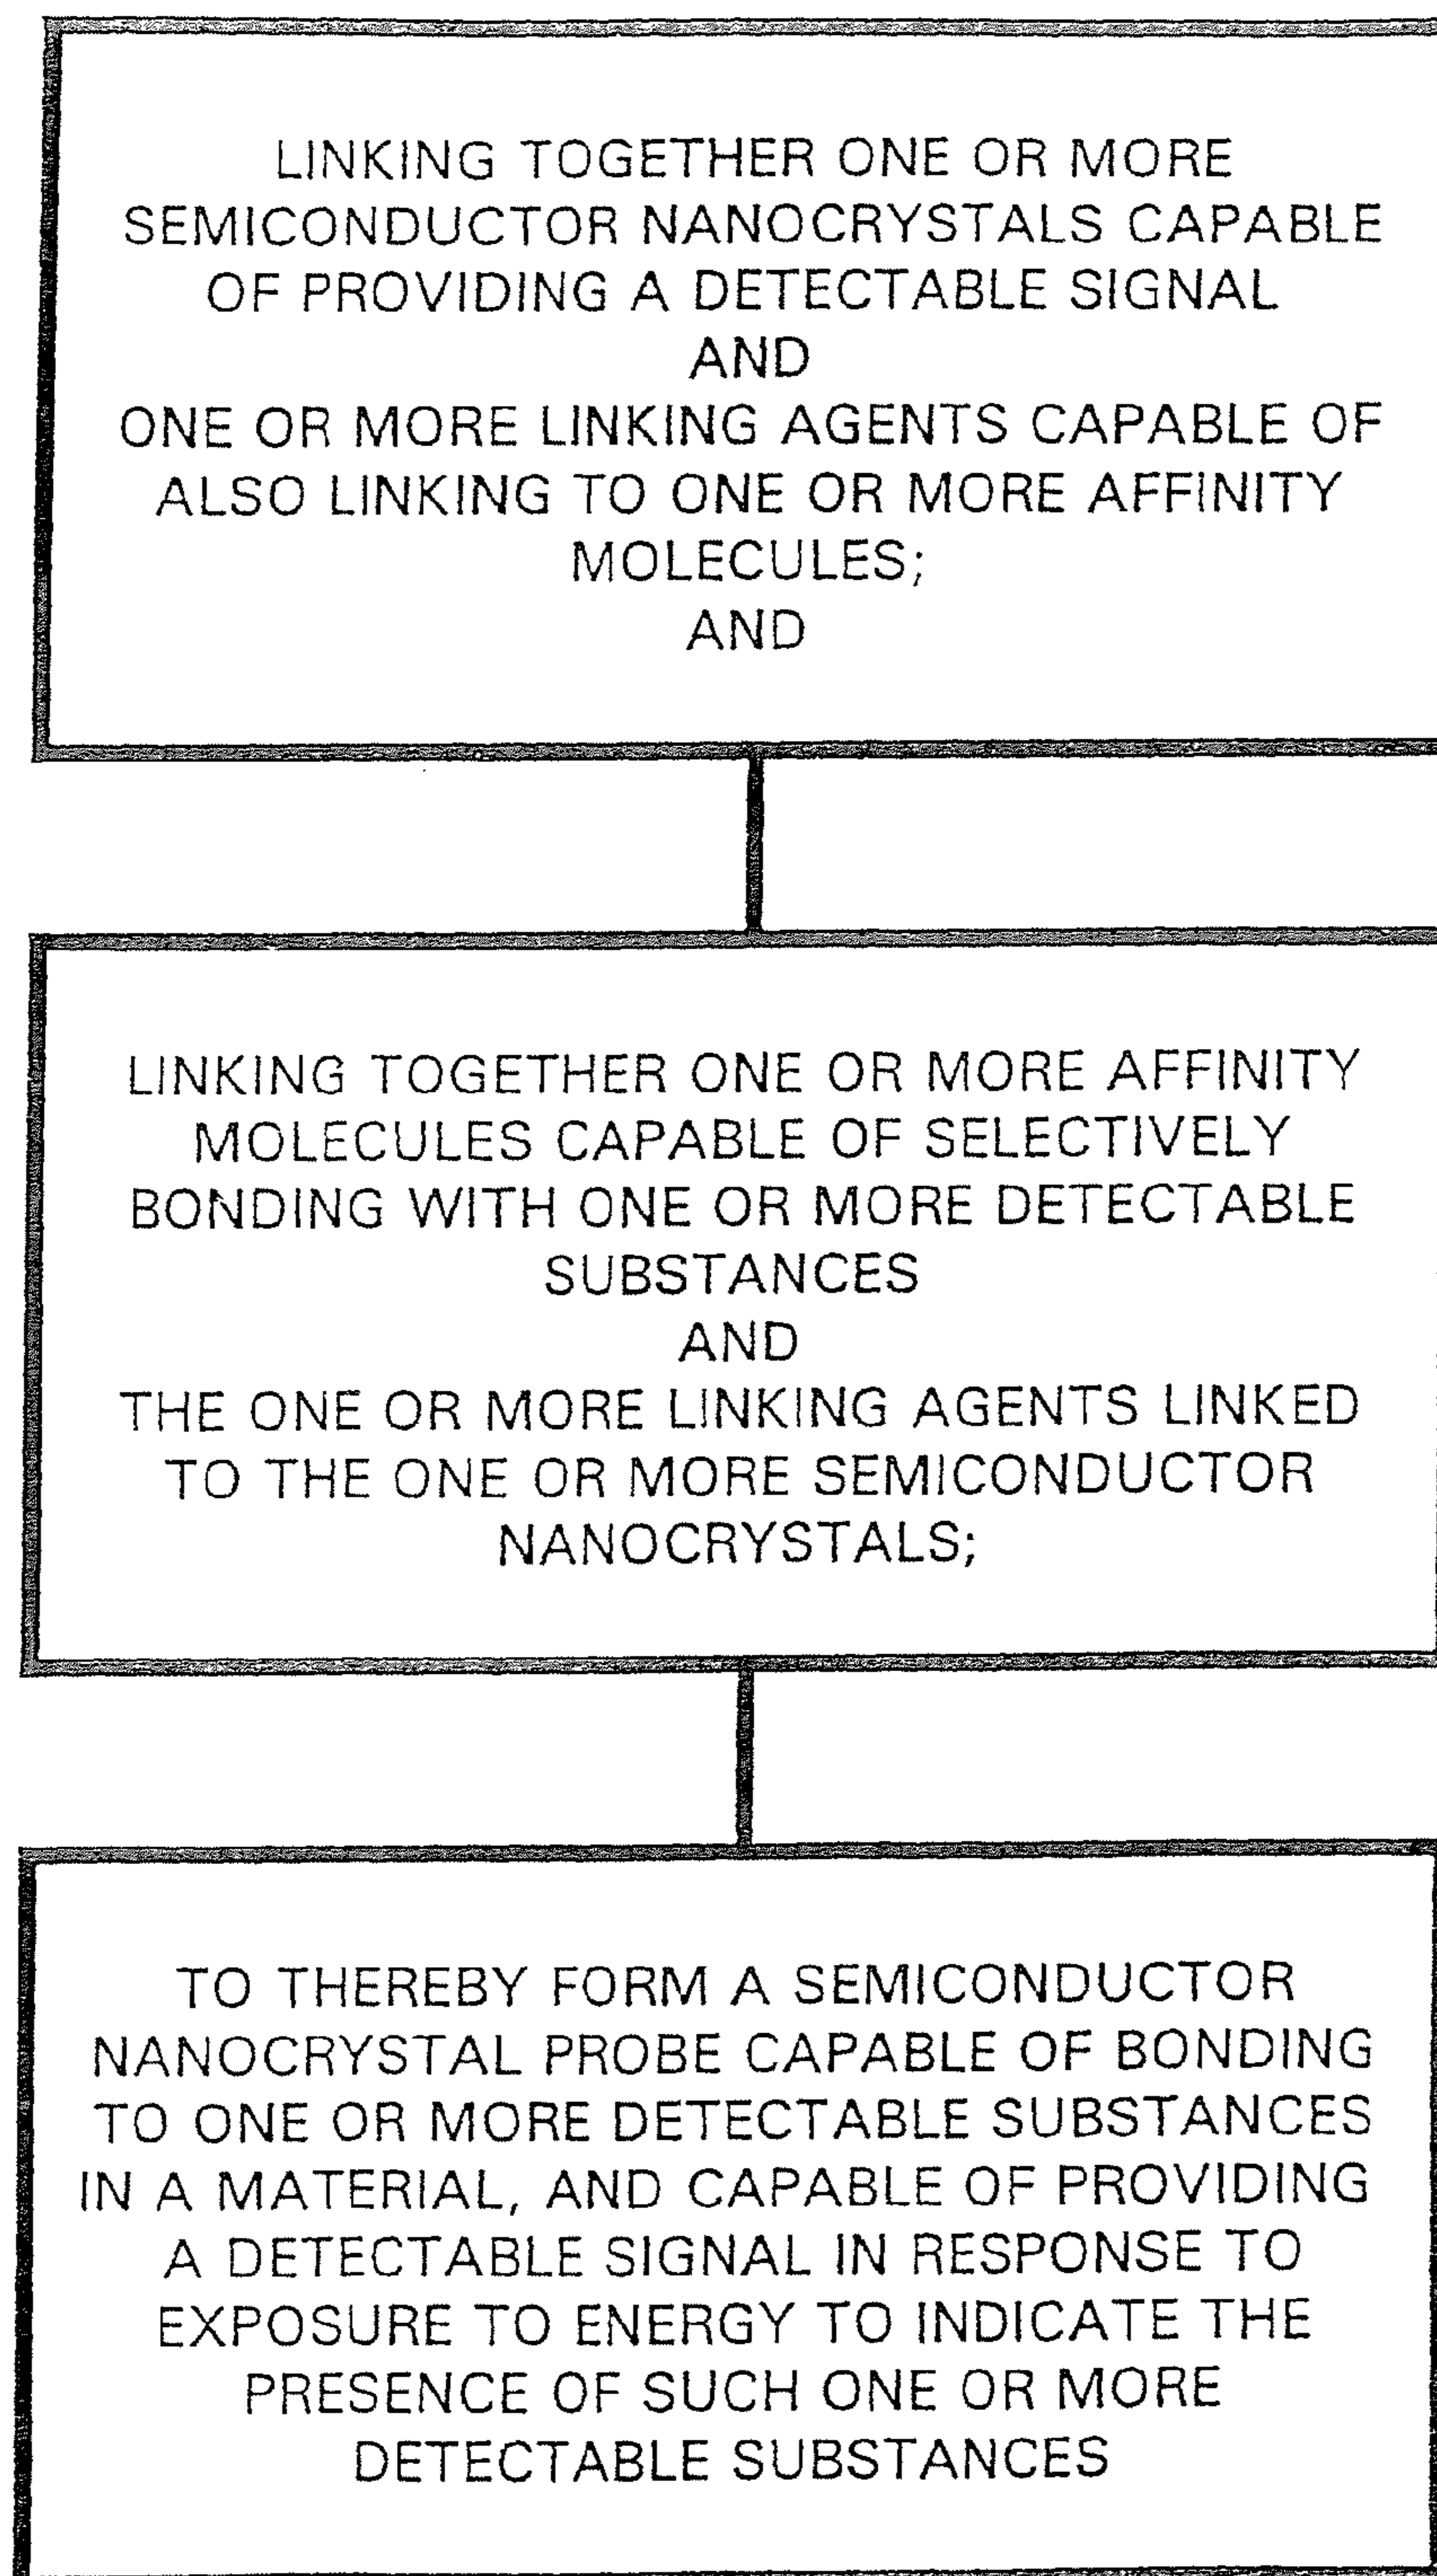 LINKING TOGETHER ONE OR MORE
SEMICONDUCTOR NANOCRYSTALS CAPABLE
OF PROVIDING A DETECTABLE SIGNAL
AND
ONE OR MORE LINKING AGENTS CAPABLE OF
ALSO LINKING TO ONE OR MORE AFFINITY
MOLECULES;
AND
LINKING TOGETHER ONE OR MORE AFFINITY
MOLECULES CAPABLE OF SELECTIVELY
BONDING WITH ONE OR MORE DETECTABLE
SUBSTANCES
AND
THE ONE OR MORE LINKING AGENTS LINKED
TO THE ONE OR MORE SEMICONDUCTOR
NANOCRYSTALS;
TO THEREBY FORM A SEMICONDUCTOR
NANOCRYSTAL PROBE CAPABLE OF BONDING
TO ONE OR MORE DETECTABLE SUBSTANCES
IN A MATERIAL, AND CAPABLE OF PROVIDING
A DETECTABLE SIGNAL IN RESPONSE TO
EXPOSURE TO ENERGY TO INDICATE THE
PRESENCE OF SUCH ONE OR MORE
DETECTABLE SUBSTANCES